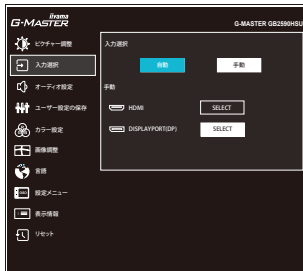 iiyama
G-MASTER
G-MASTER GB2590HSU
ピクチャー調整
入力選択
オーディオ設定
ユーザー設定の保存
カラー設定
画像調整
言語
設定メニュー
表示情報
リセット
入力選択
自動 手動
手動
HDMI SELECT
DISPLAYPORT(DP) SELECT